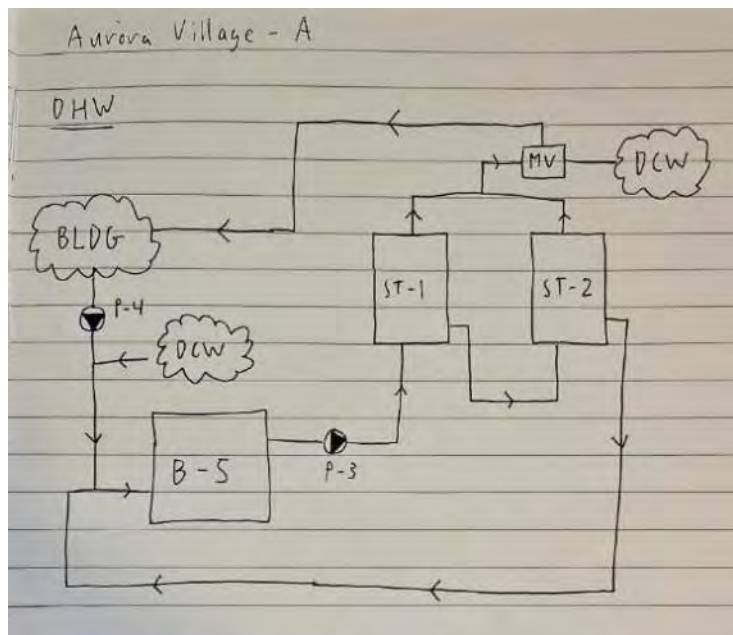 Aurora Village - A
DHW
MV
DCW
BLDG
ST-1
ST-2
P-4
DCW
B-5
P-3